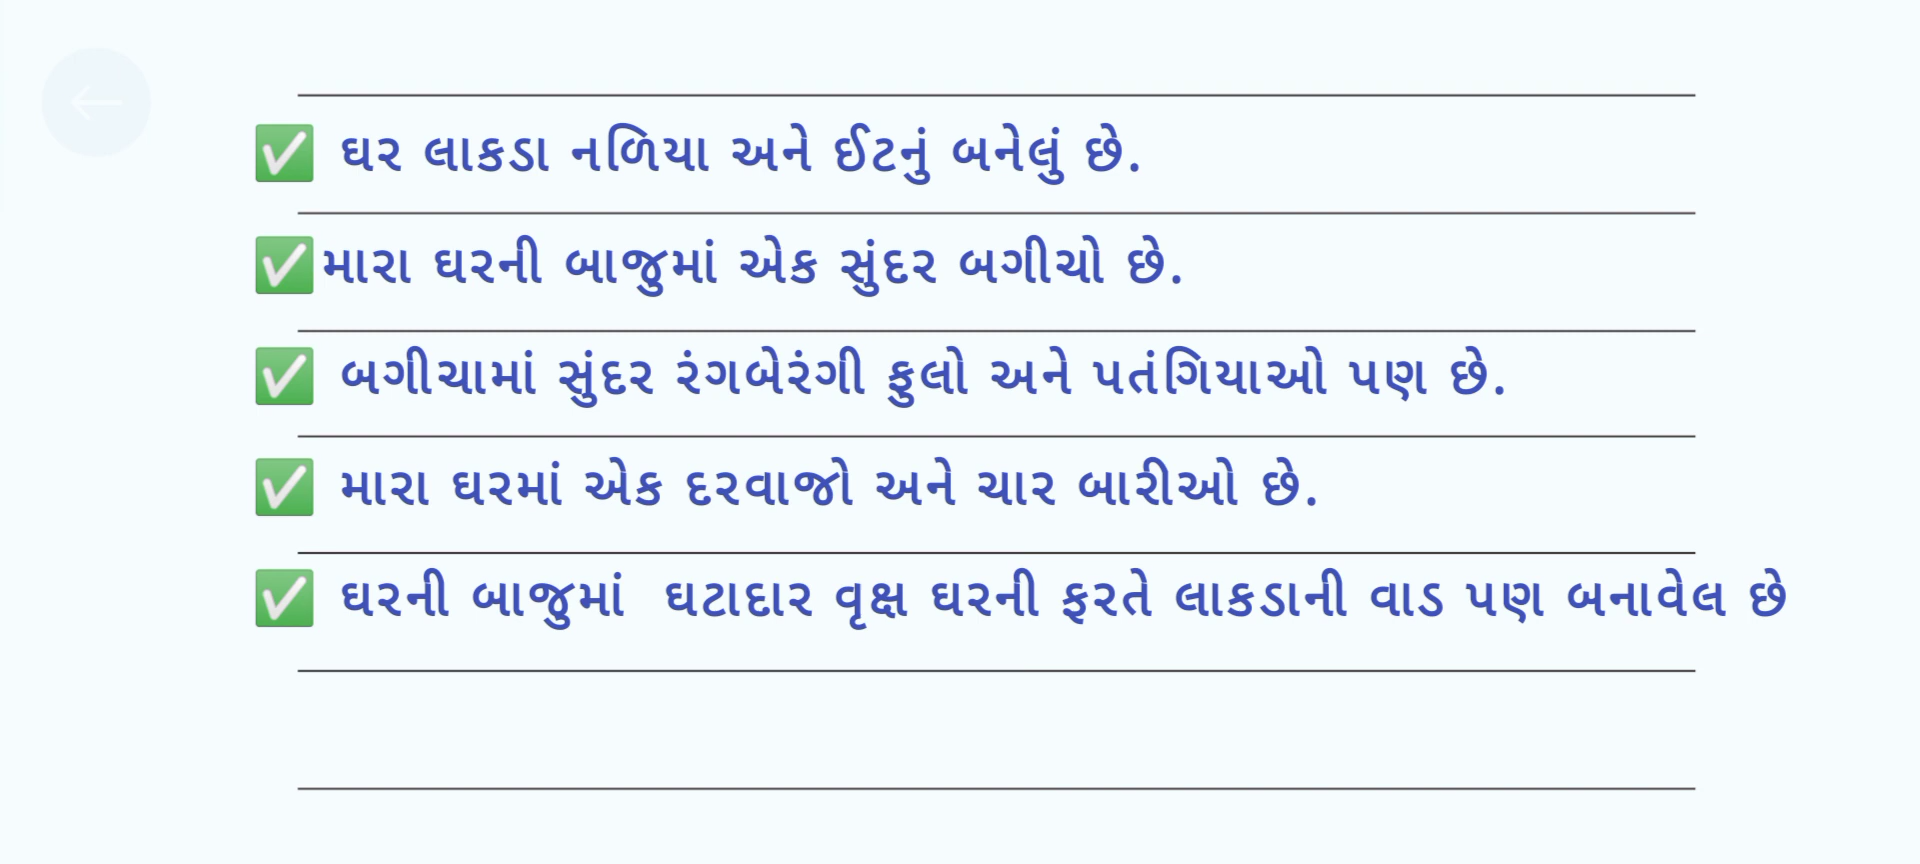 ✅ ઘર લાકડા નળિયા અને ઈટનું બનેલું છે.
✅મારા ઘરની બાજુમાં એક સુંદર બગીચો છે.
✅ બગીચામાં સુંદર રંગબેરંગી ફુલો અને પતંગિયાઓ પણ છે.
✅ મારા ઘરમાં એક દરવાજો અને ચાર બારીઓ છે.
✅ ઘરની બાજુમાં  ઘટાદાર વૃક્ષ ઘરની ફરતે લાકડાની વાડ પણ બનાવેલ છે